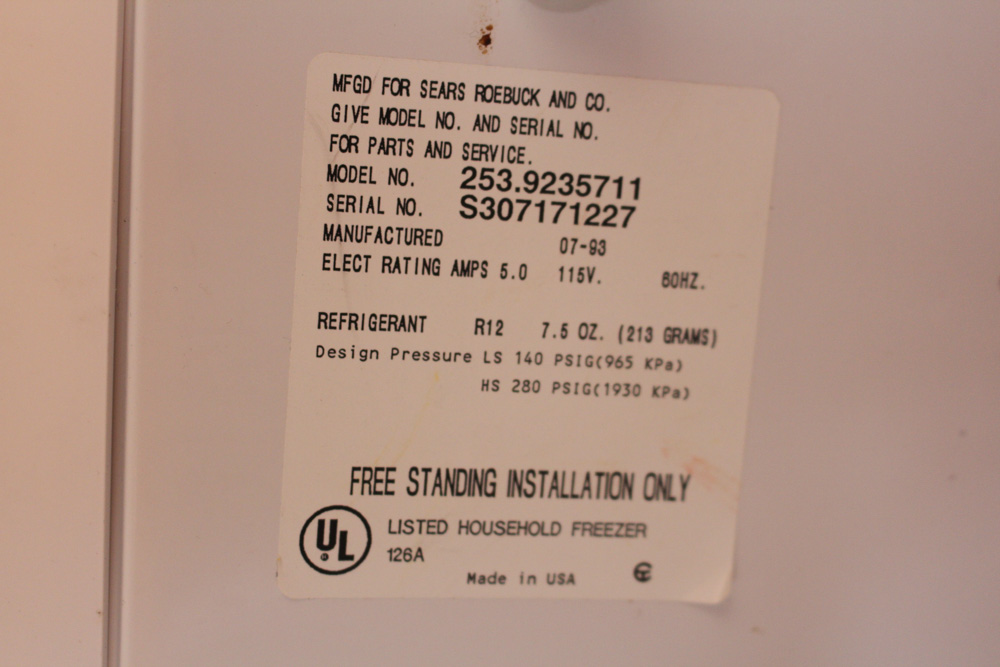 MFGD FOR SEARS ROEBUCK AND CO.
GIVE MODEL NO. AND SERIAL NO.
FOR PARTS AND SERVICE.
MODEL NO. 253.9235711
SERIAL NO. S307171227
MANUFACTURED 07-93
ELECT RATING AMPS 5.0 115V. 60HZ.
REFRIGERANT R12 7.5 OZ. (213 GRAMS)
Design Pressure LS 140 PSIG(965 KPa)
HS 280 PSIG(1930 KPa)
FREE STANDING INSTALLATION ONLY
UL LISTED HOUSEHOLD FREEZER
126A
Made in USA